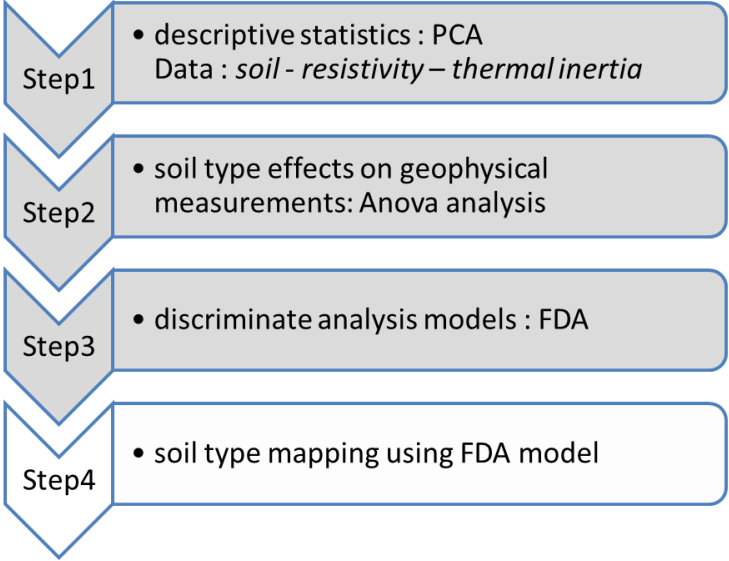 Step1
• descriptive statistics : PCA
Data : soil - resistivity – thermal inertia
Step2
• soil type effects on geophysical
measurements: Anova analysis
Step3
• discriminate analysis models : FDA
Step4
• soil type mapping using FDA model